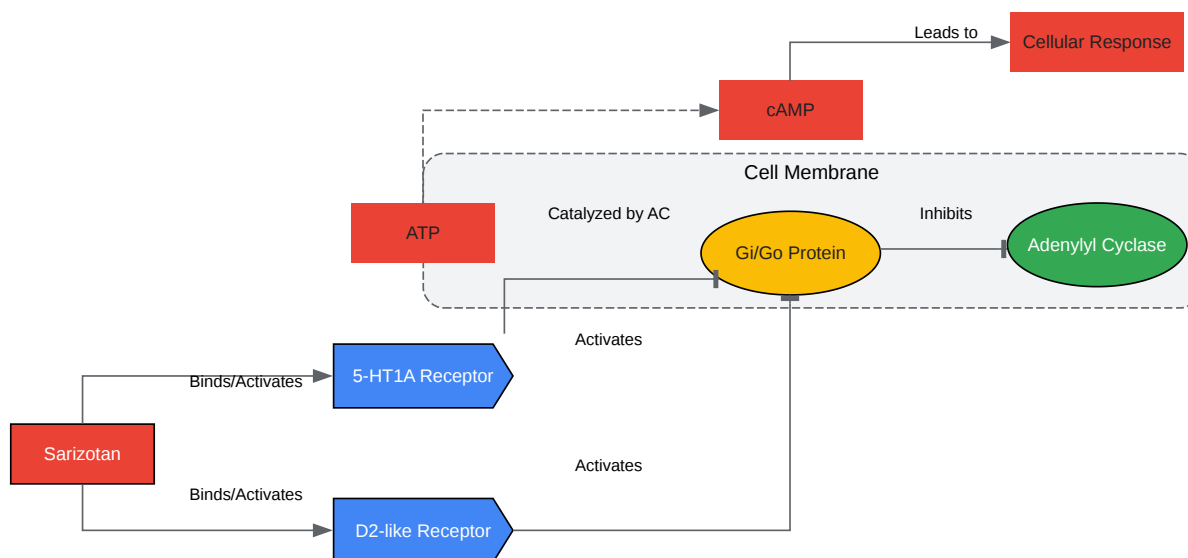 Leads to
Cellular Response
cAMP
Cell Membrane
Catalyzed by AC
Inhibits
ATP
Gi/Go Protein
Adenylyl Cyclase
Activates
5-HT1A Receptor
Binds/Activates
Sarizotan
Activates
Binds/Activates
D2-like Receptor